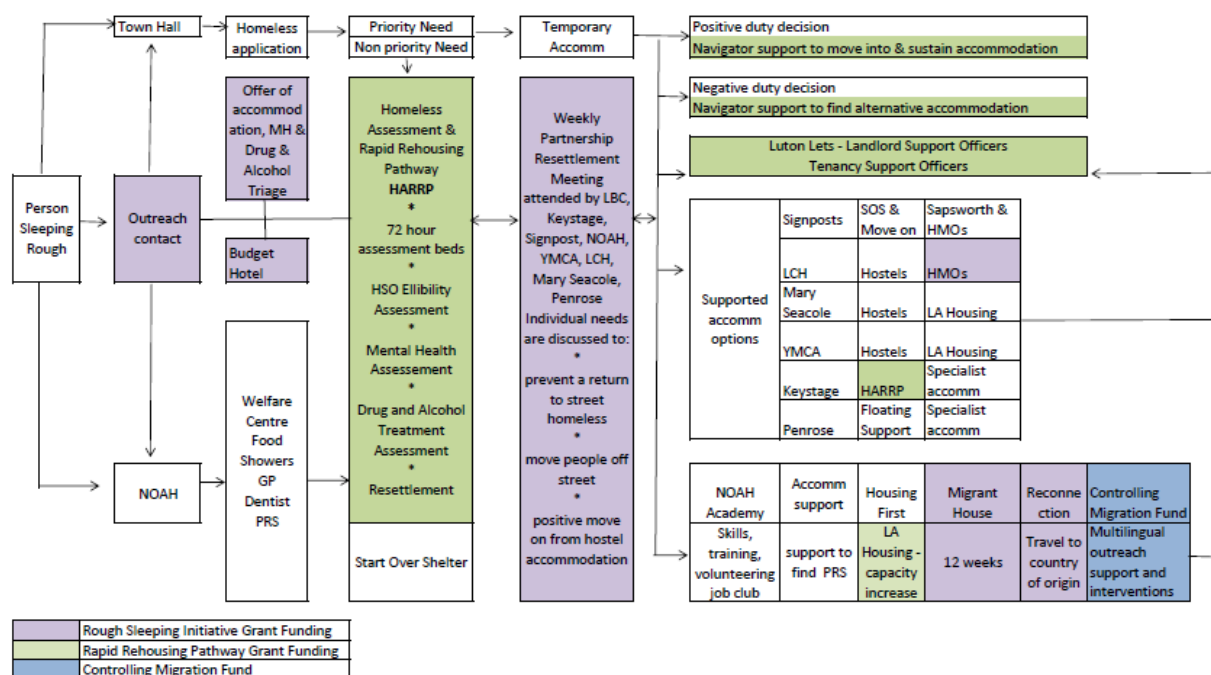 Town Hall
Homeless
application
Priority Need
Non priority Need
Temporary
Accomm
Positive duty decision
Navigator support to move into & sustain accommodation
Negative duty decision
Navigator support to find alternative accommodation
Luton Lets - Landlord Support Officers
Tenancy Support Officers
Person
Sleeping
Rough
Outreach
contact
Offer of
accommod
ation, MH &
Drug &
Alcohol
Triage
Budget
Hotel
NOAH
Welfare
Centre
Food
Showers
GP
Dentist
PRS
Homeless
Assessment &
Rapid Rehousing
Pathway
HARRP
*
72 hour
assessment beds
*
HSO Ellibility
Assessment
*
Mental Health
Assessement
*
Drug and Alcohol
Treatment
Assessment
*
Resettlement
Start Over Shelter
Weekly
Partnership
Resettlement
Meeting
attended by LBC,
Keystage,
Signpost, NOAH,
YMCA, LCH,
Mary Seacole,
Penrose
Individual needs
are discussed to:
*
prevent a return
to street
homeless
*
move people off
street
*
positive move
on from hostel
accommodation
Supported
accomm
options
Signposts
SOS &
Move on
Sapsworth &
HMOs
LCH
Hostels
HMOs
Mary
Seacole
Hostels
LA Housing
YMCA
Hostels
LA Housing
Keystage
HARRP
Specialist
accomm
Penrose
Floating
Support
Specialist
accomm
NOAH
Academy
Accomm
support
Housing
First
Migrant
House
Reconne
ction
Controlling
Migration Fund
Skills,
training,
volunteering
job club
support to
find PRS
LA
Housing -
capacity
increase
12 weeks
Travel to
country
of origin
Multilingual
outreach
support and
interventions
Rough Sleeping Initiative Grant Funding
Rapid Rehousing Pathway Grant Funding
Controlling Migration Fund